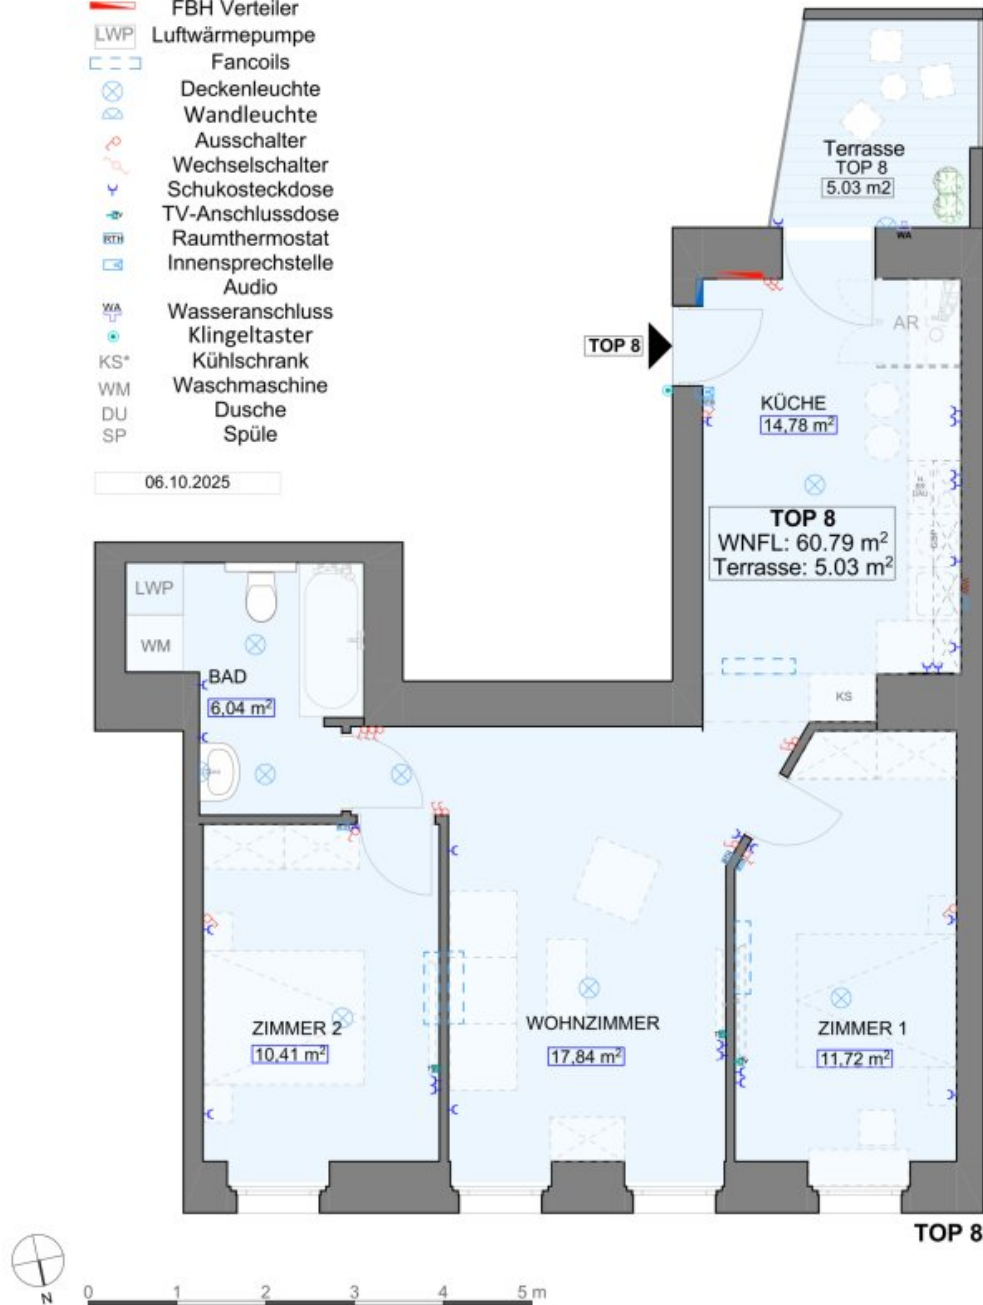 FBH Verteiler
LWP Luftwärmepumpe
Fancoils
Deckenleuchte
Wandleuchte
Ausschalter
Wechselschalter
Schukosteckdose
TV-Anschlussdose
RTH Raumthermostat
Innensprechstelle
Audio
WA Wasseranschluss
Klingeltaster
KS* Kühlschrank
WM Waschmaschine
DU Dusche
SP Spüle
06.10.2025
Terrasse
TOP 8
5.03 m2
WA
AR
TOP 8
KÜCHE
14,78 m²
TOP 8
WNFL: 60.79 m²
Terrasse: 5.03 m²
LWP
WM
BAD
6,04 m²
KS
ZIMMER 2
10,41 m²
WOHNZIMMER
17,84 m²
ZIMMER 1
11,72 m²
TOP 8
N
0 1 2 3 4 5 m